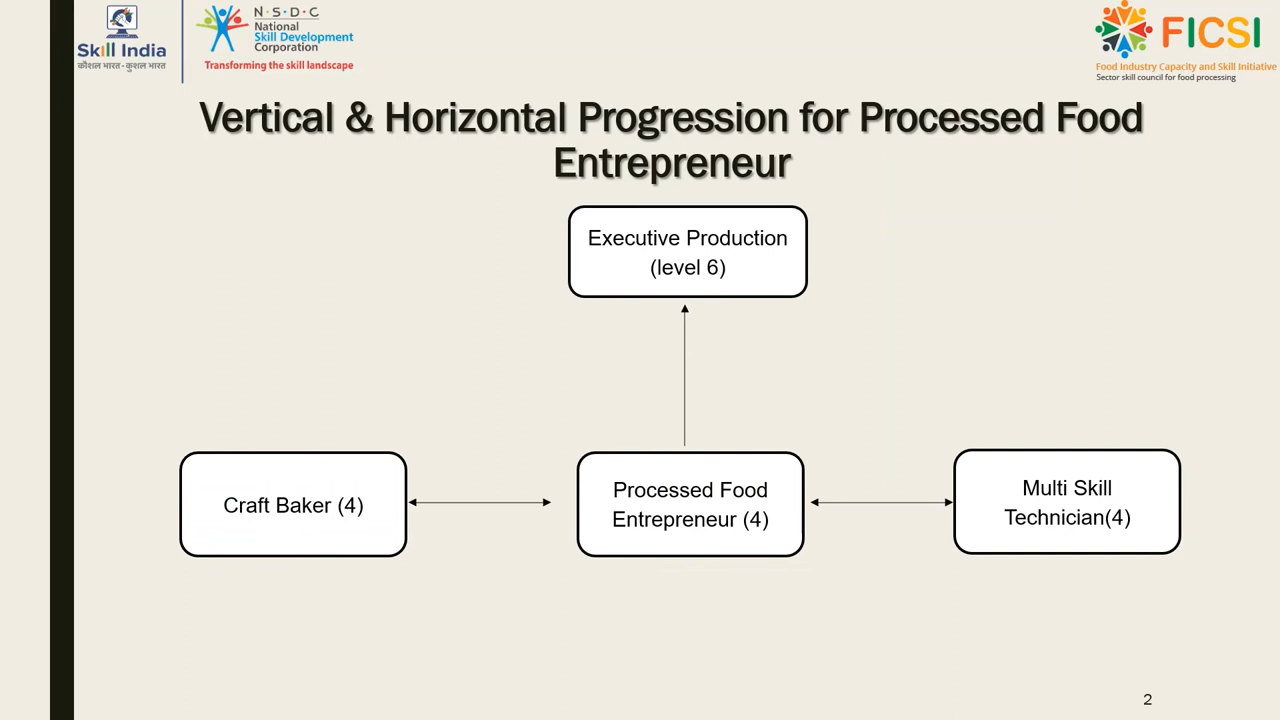 Skill India
कौशल भारत - कुशल भारत
N·S·D·C
National
Skill Development
Corporation
Transforming the skill landscape
FICSI
Food Industry Capacity and Skill Initiative
Sector skill council for food processing
Vertical & Horizontal Progression for Processed Food
Entrepreneur
Executive Production
(level 6)
Craft Baker (4)
Processed Food
Entrepreneur (4)
Multi Skill
Technician(4)
2